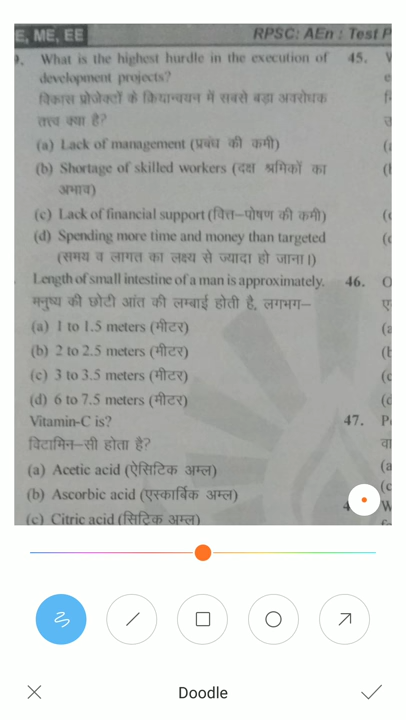 E, ME, EE
RPSC: AEn : Test P
What is the highest hurdle in the execution of
development projects?
विकास प्रोजेक्टों के क्रियान्वयन में सबसे बड़ा अवरोधक
तत्व क्या है?
(a) Lack of management (प्रबंध की कमी)
(b) Shortage of skilled workers (दक्ष श्रमिकों का
अभाव)
(c) Lack of financial support (वित्त-पोषण की कमी)
(d) Spending more time and money than targeted
(समय व लागत का लक्ष्य से ज्यादा हो जाना।)
Length of small intestine of a man is approximately.
मनुष्य की छोटी आंत की लम्बाई होती है, लगभग–
(a) 1 to 1.5 meters (मीटर)
(b) 2 to 2.5 meters (मीटर)
(c) 3 to 3.5 meters (मीटर)
(d) 6 to 7.5 meters (मीटर)
Vitamin-C is?
विटामिन–सी होता है?
(a) Acetic acid (ऐसिटिक अम्ल)
(b) Ascorbic acid (एस्कार्बिक अम्ल)
(c) Citric acid (सिट्रिक अम्ल)
45.
46.
47.
Doodle